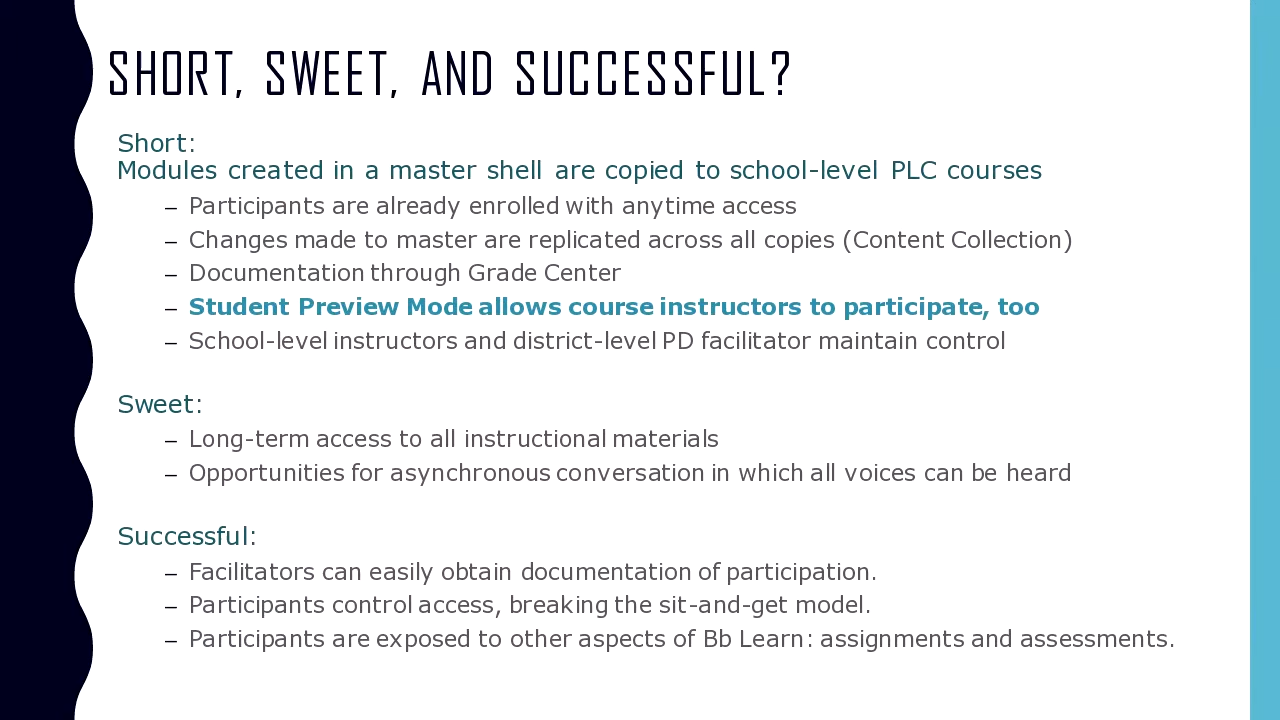 SHORT, SWEET, AND SUCCESSFUL?
Short:
Modules created in a master shell are copied to school-level PLC courses
– Participants are already enrolled with anytime access
– Changes made to master are replicated across all copies (Content Collection)
– Documentation through Grade Center
– Student Preview Mode allows course instructors to participate, too
– School-level instructors and district-level PD facilitator maintain control
Sweet:
– Long-term access to all instructional materials
– Opportunities for asynchronous conversation in which all voices can be heard
Successful:
– Facilitators can easily obtain documentation of participation.
– Participants control access, breaking the sit-and-get model.
– Participants are exposed to other aspects of Bb Learn: assignments and assessments.